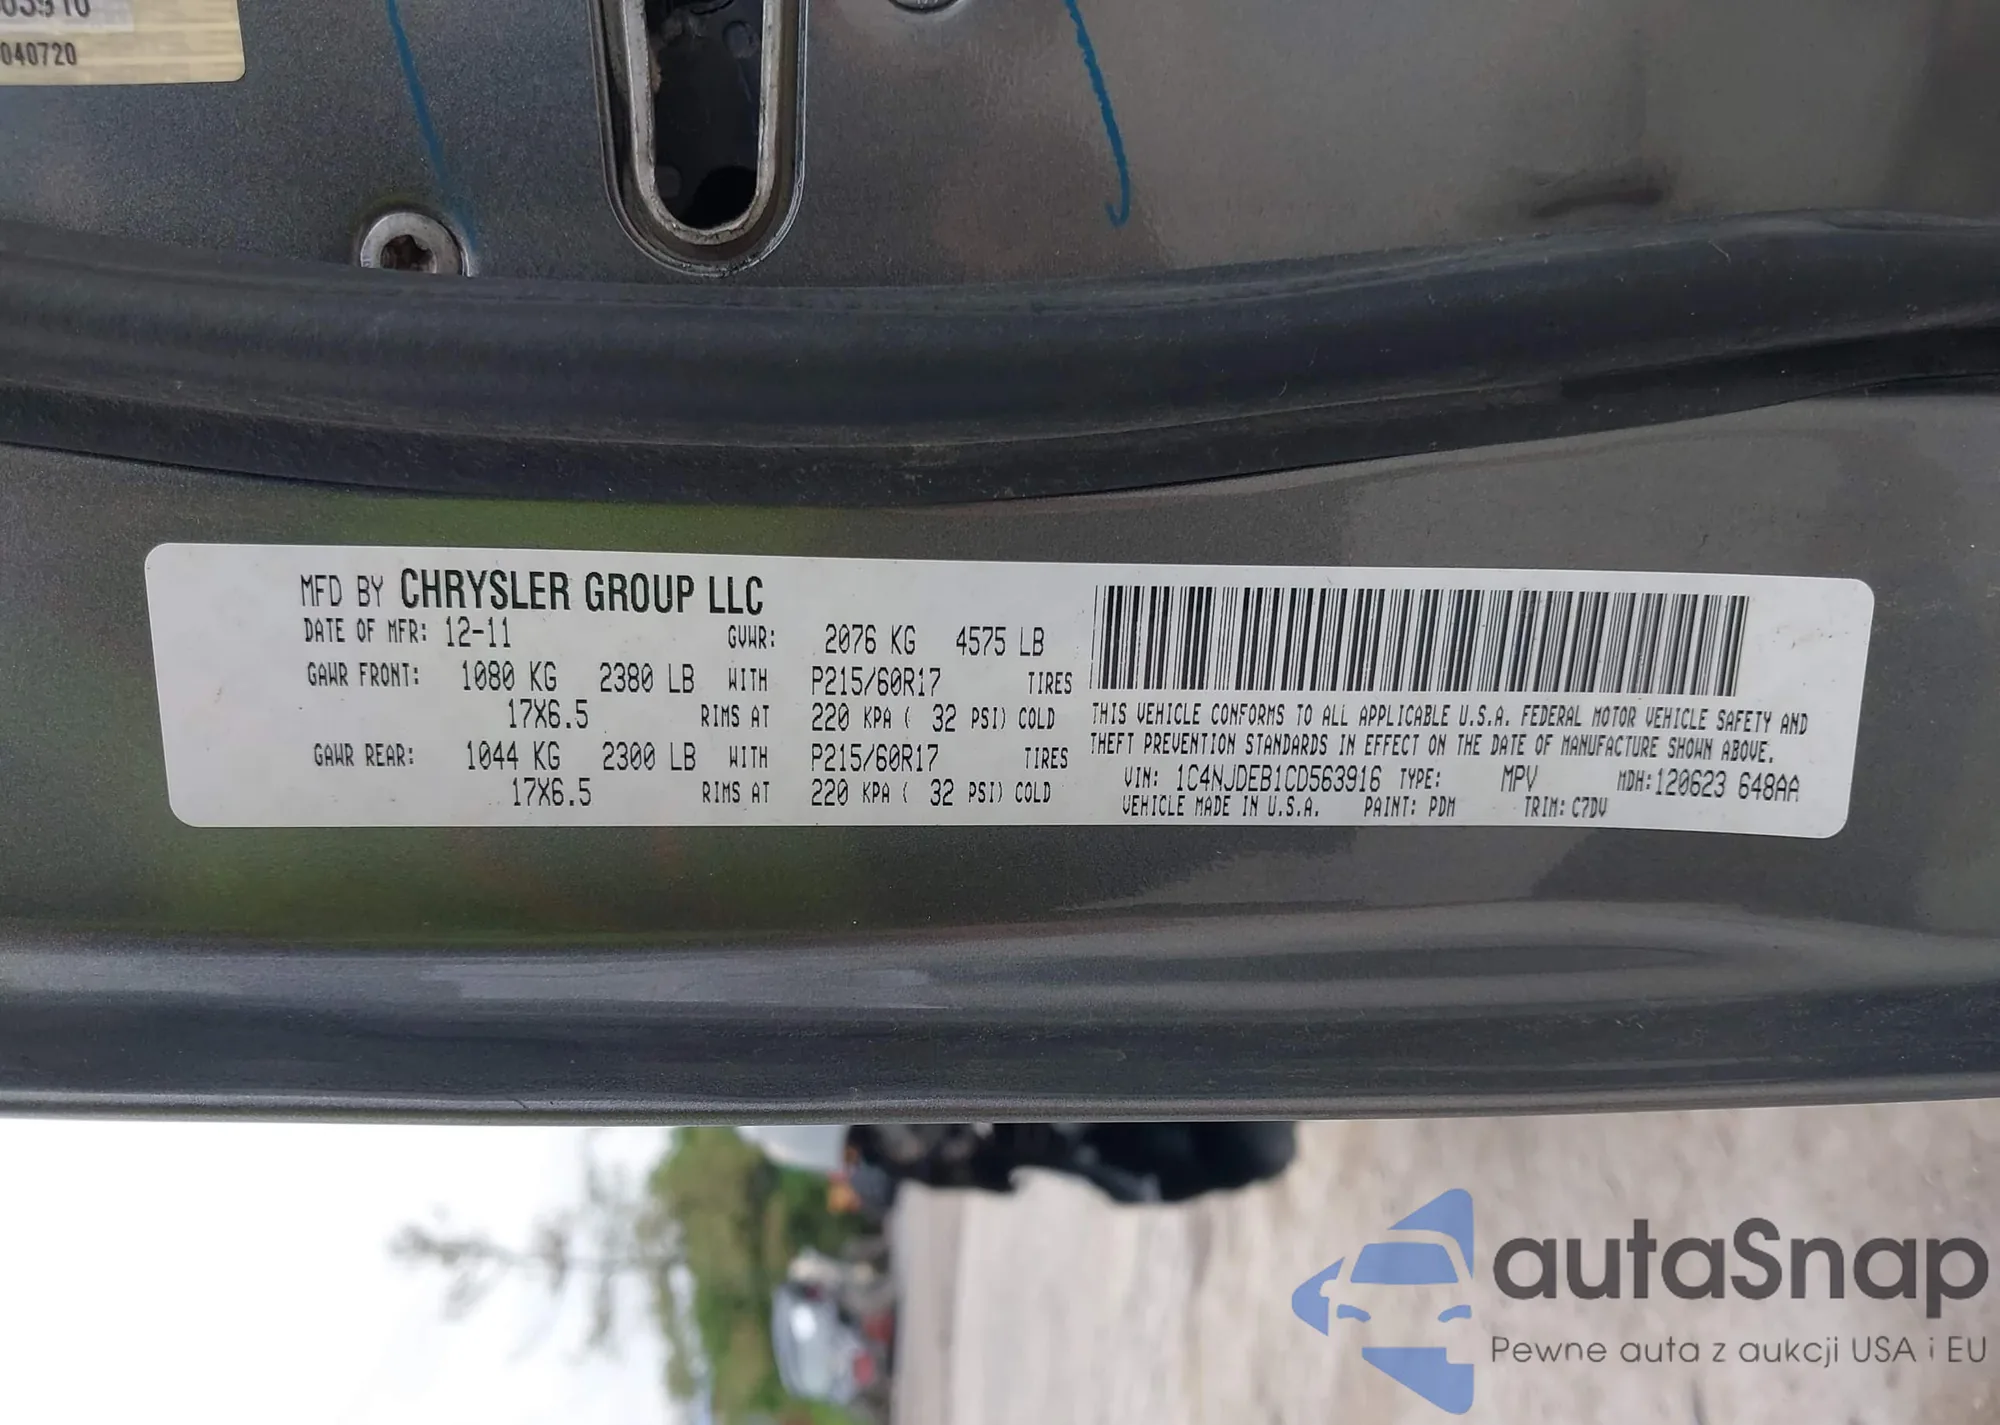 040720
MFD BY CHRYSLER GROUP LLC
DATE OF MFR: 12-11 GVWR: 2076 KG 4575 LB
GAWR FRONT: 1080 KG 2380 LB WITH P215/60R17 TIRES
17X6.5 RIMS AT 220 KPA ( 32 PSI) COLD
GAWR REAR: 1044 KG 2300 LB WITH P215/60R17 TIRES
17X6.5 RIMS AT 220 KPA ( 32 PSI) COLD
THIS VEHICLE CONFORMS TO ALL APPLICABLE U.S.A. FEDERAL MOTOR VEHICLE SAFETY AND
THEFT PREVENTION STANDARDS IN EFFECT ON THE DATE OF MANUFACTURE SHOWN ABOVE.
VIN: 1C4NJDEB1CD563916 TYPE: MPV MDH:120623 648AA
VEHICLE MADE IN U.S.A. PAINT: PDM TRIM: C7DV
autaSnap
Pewne auta z aukcji USA i EU